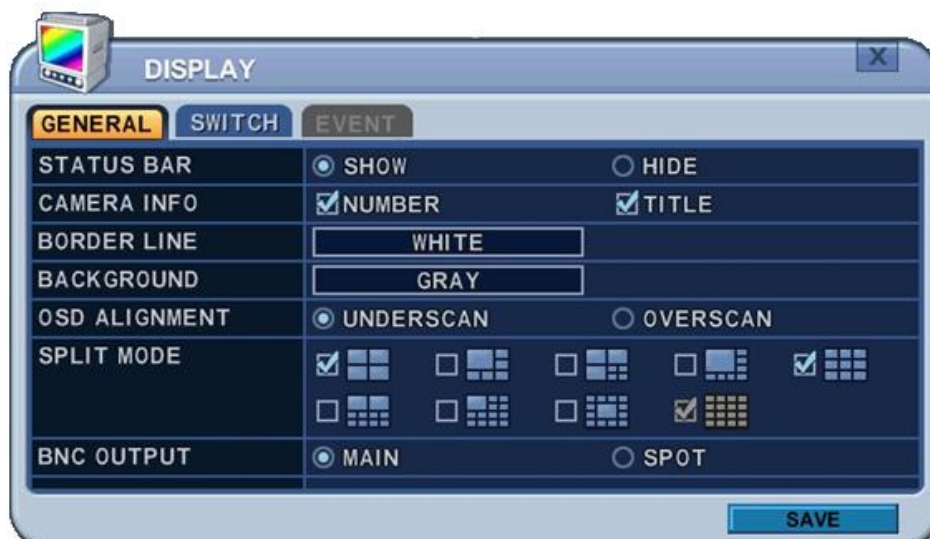 DISPLAY
X
GENERAL SWITCH EVENT
STATUS BAR SHOW HIDE
CAMERA INFO NUMBER TITLE
BORDER LINE WHITE
BACKGROUND GRAY
OSD ALIGNMENT UNDERSCAN OVERSCAN
SPLIT MODE
BNC OUTPUT MAIN SPOT
SAVE